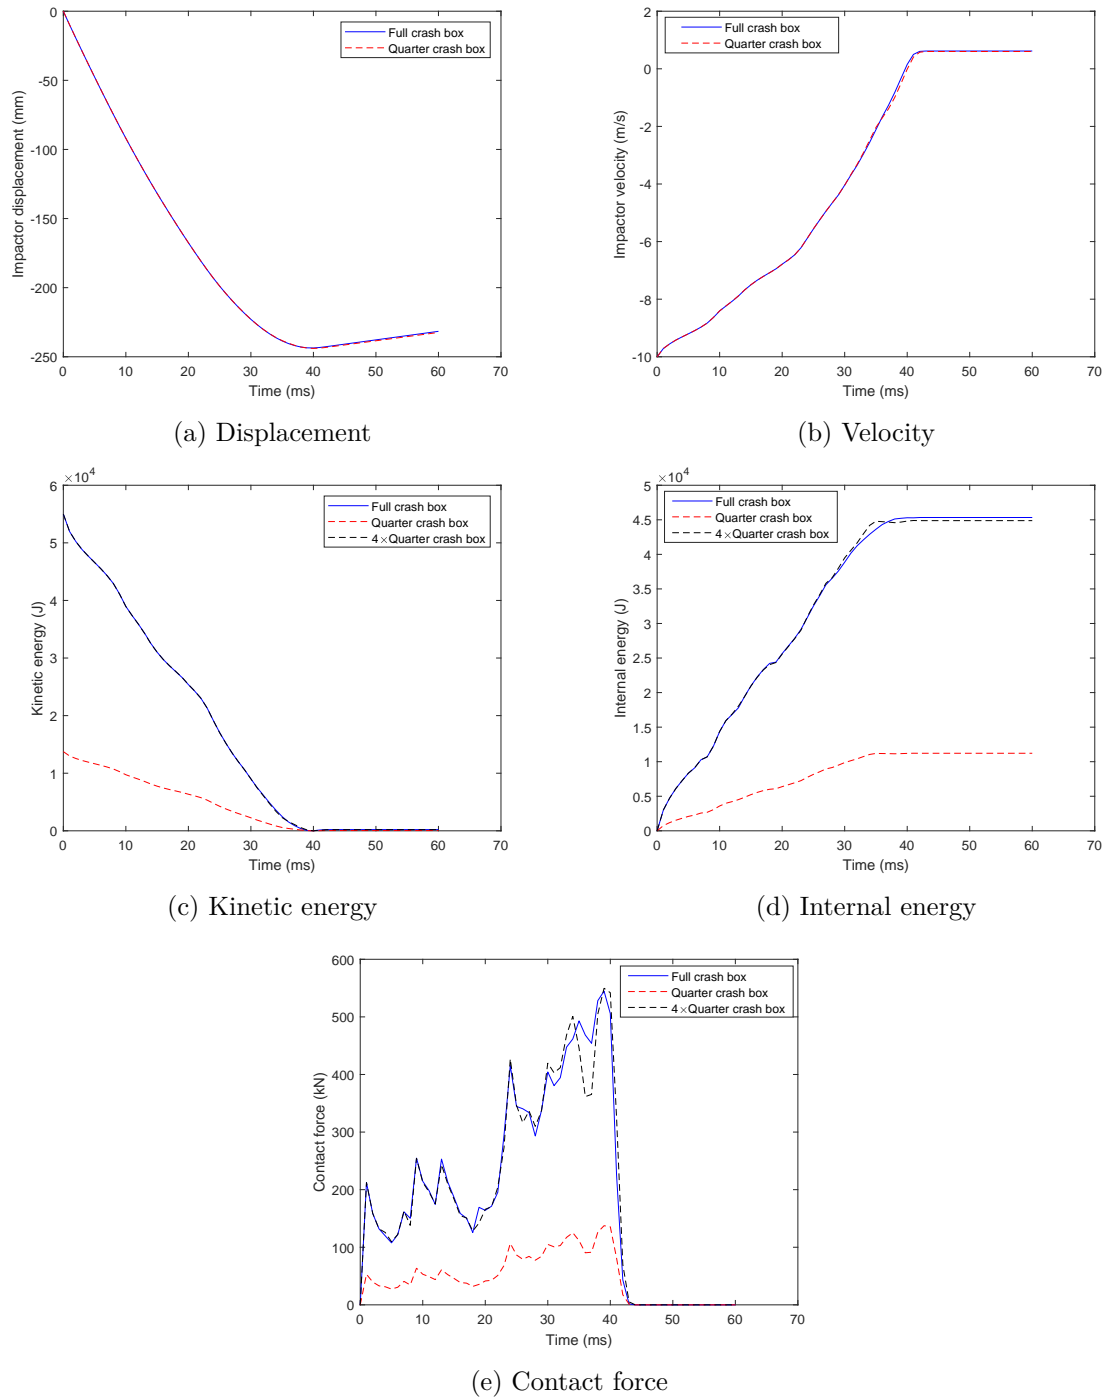 0
-50
-100
-150
-200
-250
0 10 20 30 40 50 60 70
Time (ms)
Impactor displacement (mm)
Full crash box
Quarter crash box
(a) Displacement
2
0
-2
-4
-6
-8
-10
0 10 20 30 40 50 60 70
Time (ms)
Impactor velocity (m/s)
Full crash box
Quarter crash box
(b) Velocity
×10⁴
6
5
4
3
2
1
0
0 10 20 30 40 50 60 70
Time (ms)
Kinetic energy (J)
Full crash box
Quarter crash box
4×Quarter crash box
(c) Kinetic energy
×10⁴
5
4.5
4
3.5
3
2.5
2
1.5
1
0.5
0
0 10 20 30 40 50 60 70
Time (ms)
Internal energy (J)
Full crash box
Quarter crash box
4×Quarter crash box
(d) Internal energy
600
500
400
300
200
100
0
0 10 20 30 40 50 60 70
Time (ms)
Contact force (kN)
Full crash box
Quarter crash box
4×Quarter crash box
(e) Contact force